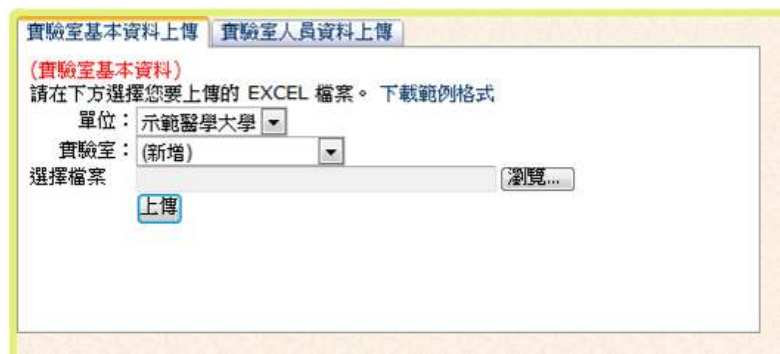 實驗室基本資料上傳 實驗室人員資料上傳
(實驗室基本資料)
請在下方選擇您要上傳的 EXCEL 檔案。 下載範例格式
單位： 示範醫學大學
實驗室： (新增)
選擇檔案 瀏覽...
上傳